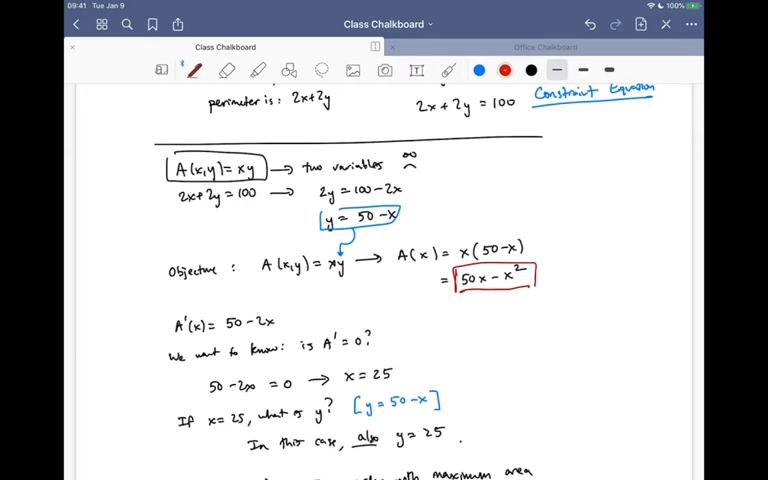 09:41 Tue Jan 9
100%
Class Chalkboard
Class Chalkboard
Office Chalkboard
perimeter is: 2x+2y
2x + 2y = 100
Constraint Equation
A(x,y) = xy → two variables
2x+2y = 100 → 2y = 100 - 2x
y = 50 - x
Objective: A(x,y) = xy → A(x) = x(50-x)
= 50x - x²
A'(x) = 50 - 2x
We want to know: is A' = 0?
50 - 2x = 0 → x = 25
If x = 25, what is y? [y = 50 - x]
In this case, also y = 25.
with maximum area